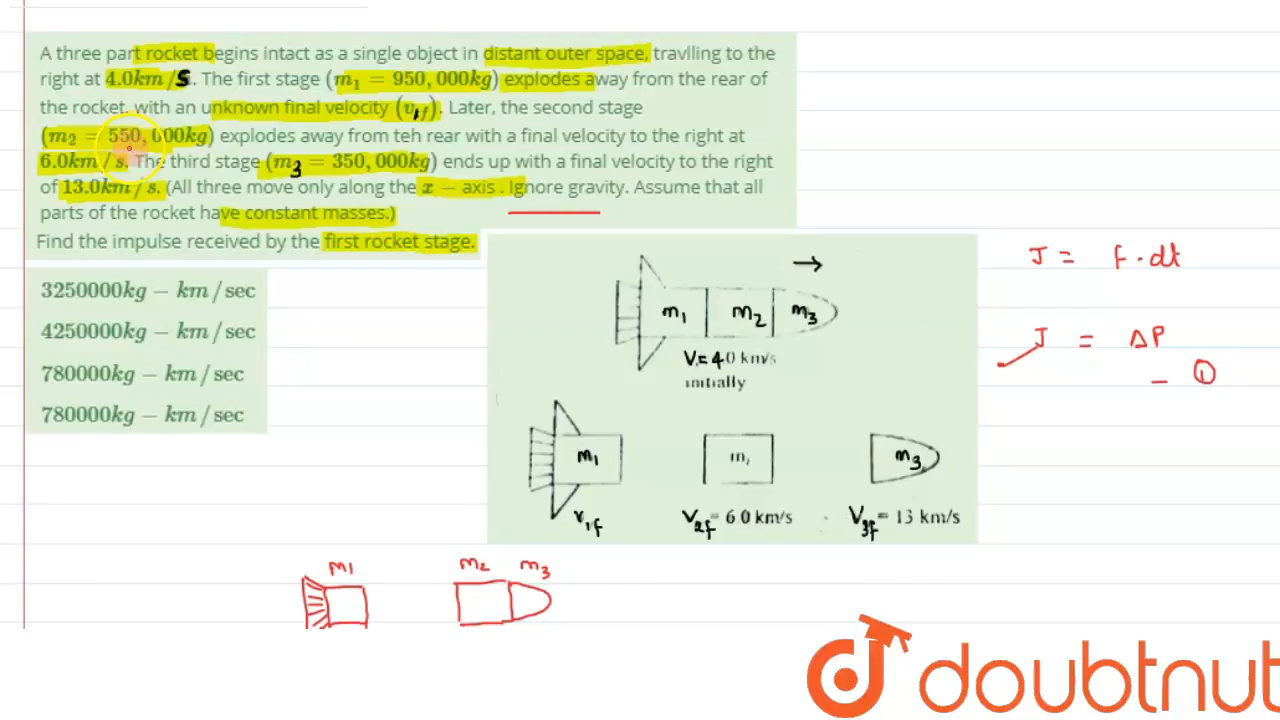 A three part rocket begins intact as a single object in distant outer space, travlling to the
right at 4.0km/S. The first stage (m₁ = 950,000kg) explodes away from the rear of
the rocket. with an unknown final velocity (v₁f). Later, the second stage
(m₂ = 550,000kg) explodes away from teh rear with a final velocity to the right at
6.0km/s. The third stage (m₃ = 350,000kg) ends up with a final velocity to the right
of 13.0km/s. (All three move only along the x − axis . Ignore gravity. Assume that all
parts of the rocket have constant masses.)
Find the impulse received by the first rocket stage.
3250000kg − km/sec
4250000kg − km/sec
780000kg − km/sec
780000kg − km/sec
→
m₁ m₂ m₃
V=40 km/s
initially
m₁ m, m₃
v₁f V₂f = 6.0 km/s V₃f = 13 km/s
J = F.dt
J = ΔP
– ①
m₁ m₂ m₃
doubtnut